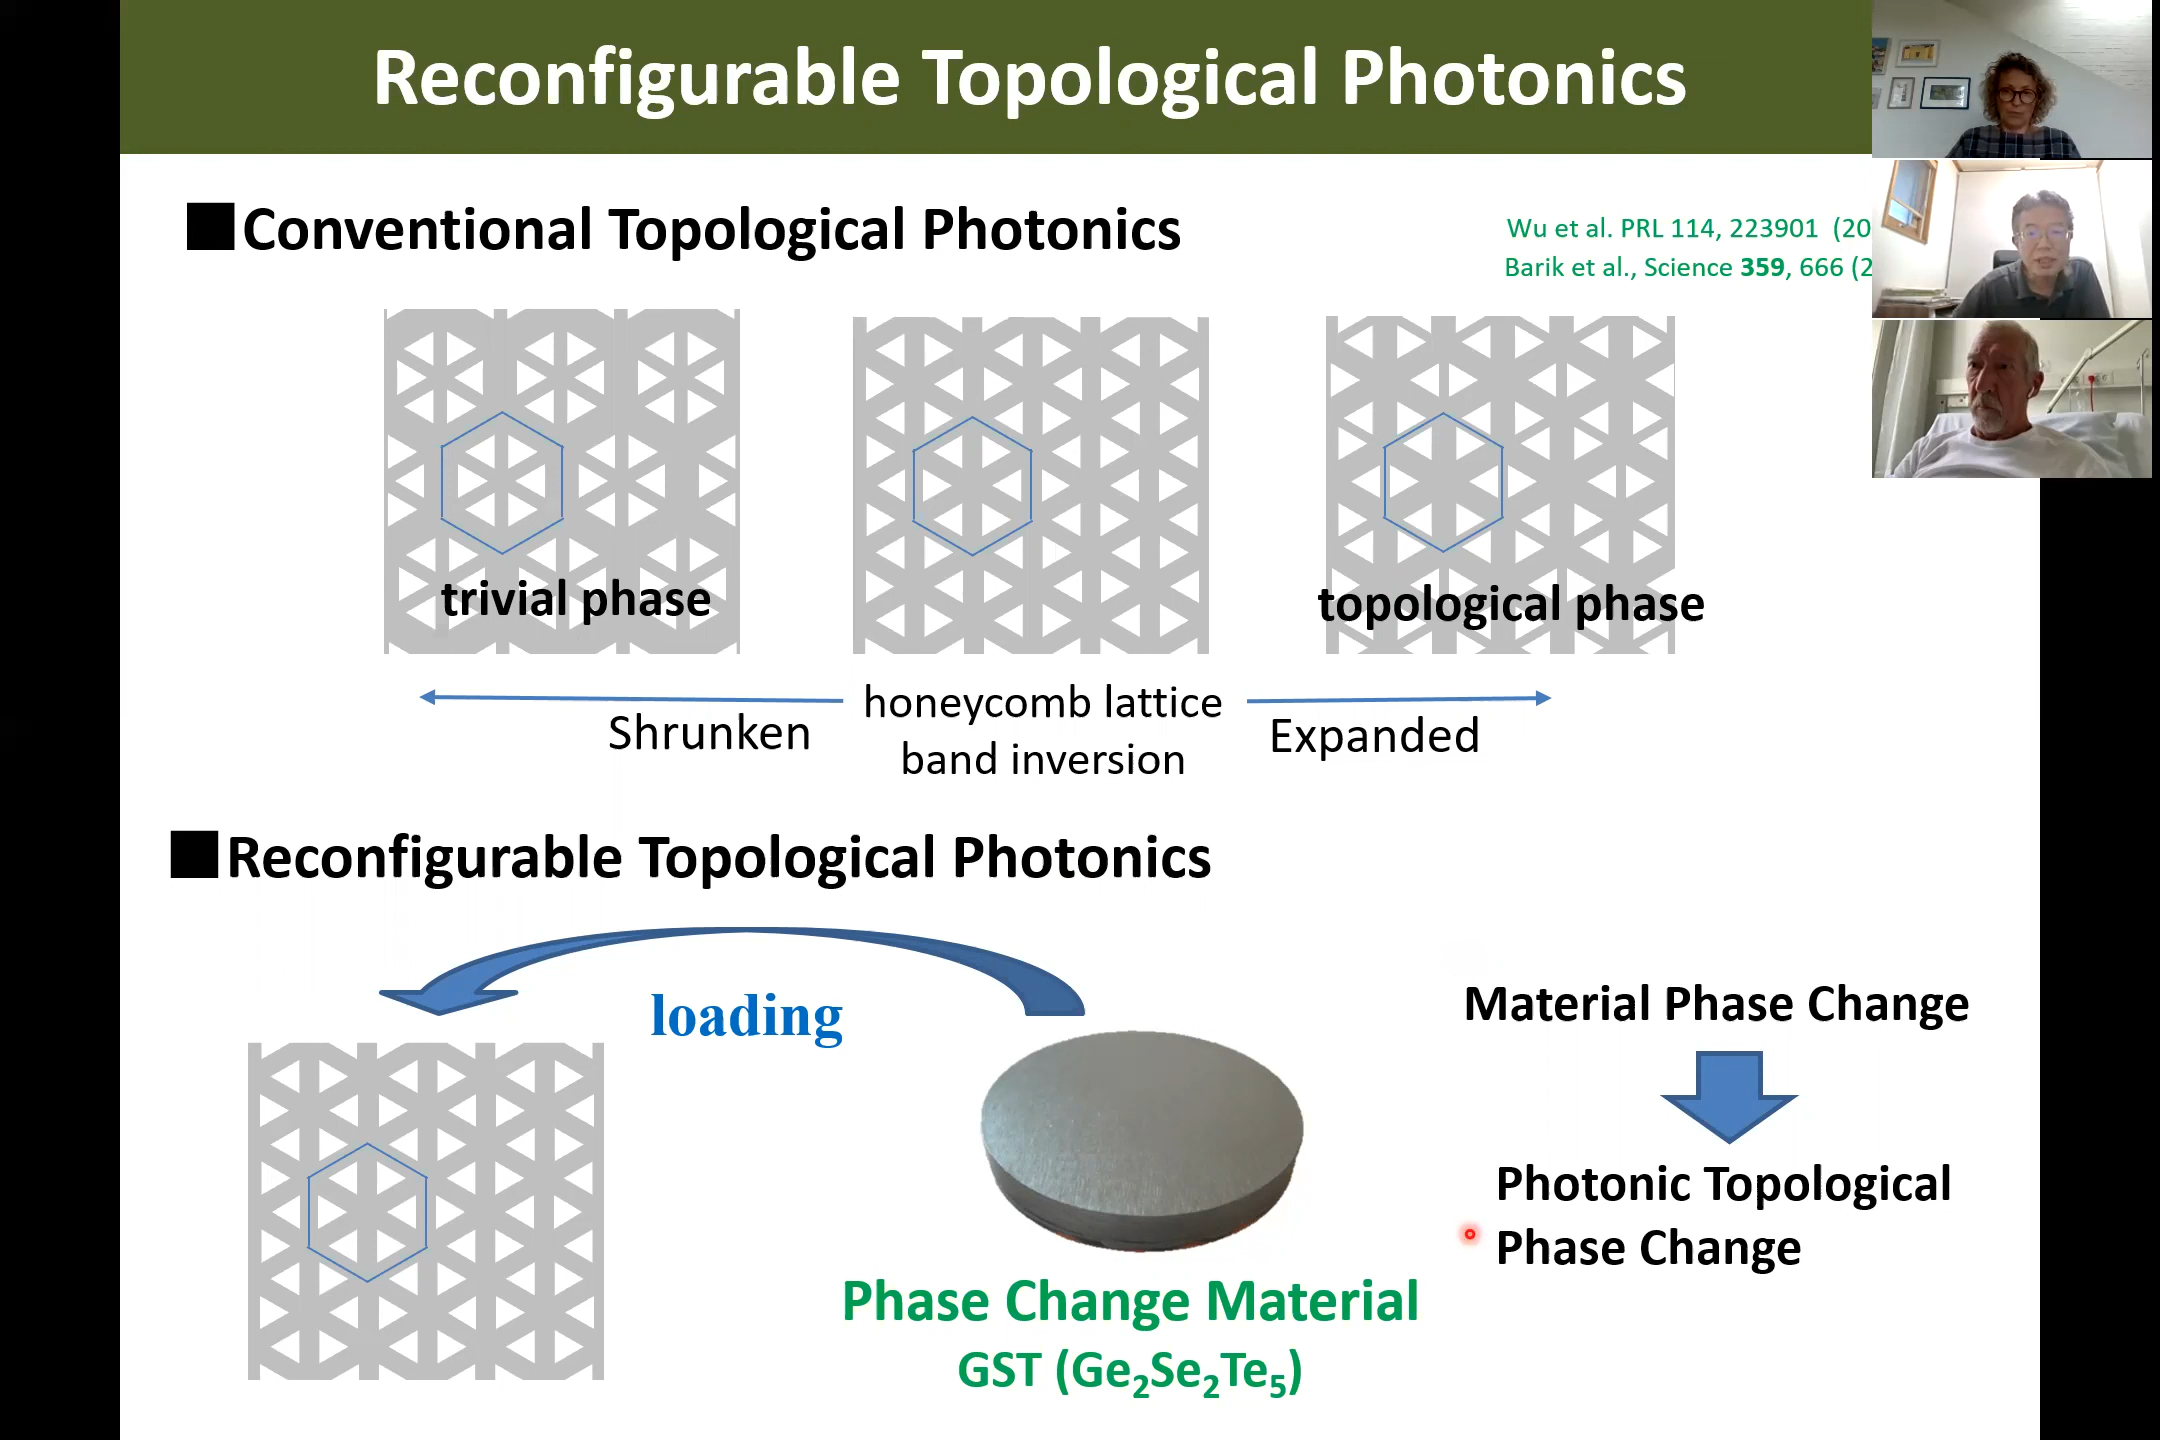 Reconfigurable Topological Photonics
Conventional Topological Photonics
Wu et al. PRL 114, 223901 (20
Barik et al., Science 359, 666 (2
trivial phase
topological phase
Shrunken
honeycomb lattice
band inversion
Expanded
Reconfigurable Topological Photonics
loading
Material Phase Change
Photonic Topological
Phase Change
Phase Change Material
GST (Ge₂Se₂Te₅)